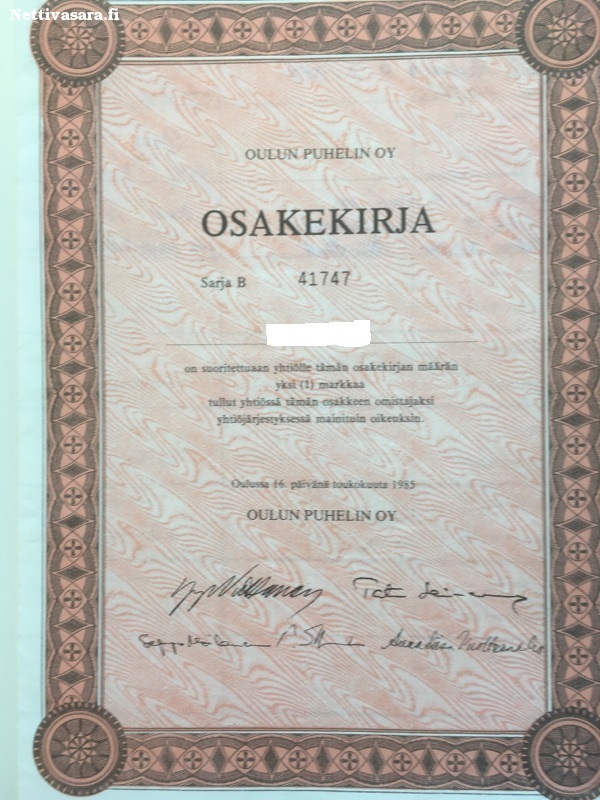 Nettivasara.fi
OULUN PUHELIN OY
OSAKEKIRJA
Sarja B 41747
on suoritettuaan yhtiölle tämän osakekirjan määrän
yksi (1) markkaa
tullut yhtiössä tämän osakkeen omistajaksi
yhtiöjärjestyksessä mainituin oikeuksin.
Oulussa 16. päivänä toukokuuta 1985
OULUN PUHELIN OY